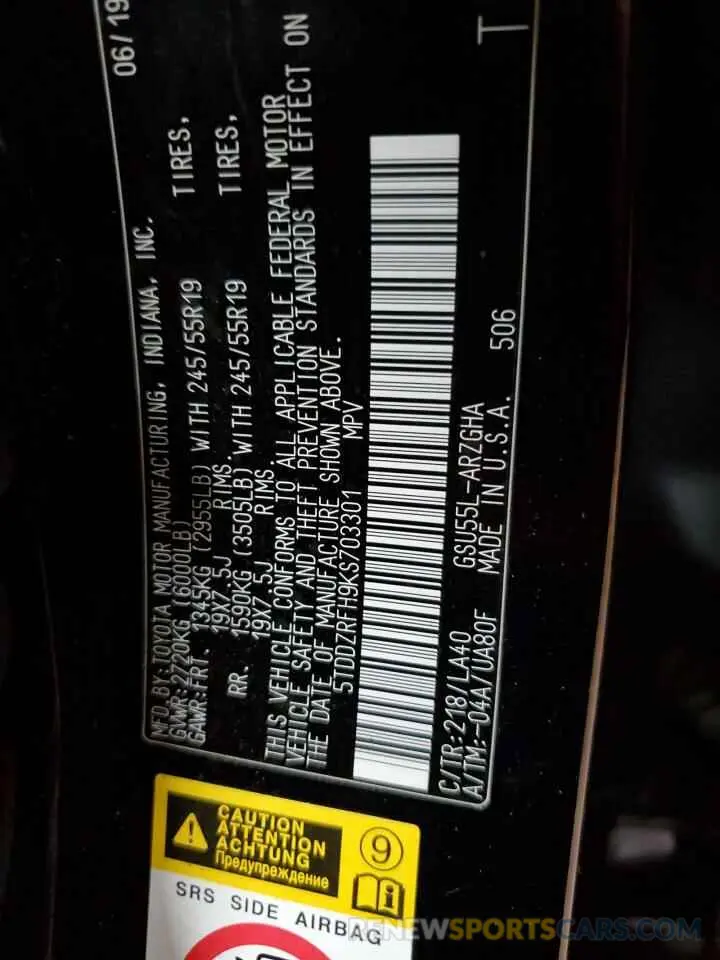 MFD. BY: TOYOTA MOTOR MANUFACTURING, INDIANA, INC. 06/19
GVWR: 2720KG (6000LB)
GAWR: FRT. 1345KG (2955LB) WITH 245/55R19 TIRES,
19X7.5J RIMS.
RR. 1590KG (3505LB) WITH 245/55R19 TIRES,
19X7.5J RIMS.
THIS VEHICLE CONFORMS TO ALL APPLICABLE FEDERAL MOTOR
VEHICLE SAFETY AND THEFT PREVENTION STANDARDS IN EFFECT ON
THE DATE OF MANUFACTURE SHOWN ABOVE.
5TDDZRFH9KS703301 MPV
C/TR: 218/LA40 GSU55L-ARZGHA
A/TM: -04A/UA80F MADE IN U.S.A. 506
T
CAUTION
ATTENTION
ACHTUNG
Предупреждение
9
i
SRS SIDE AIRBAG
RENEWSPORTSCARS.COM